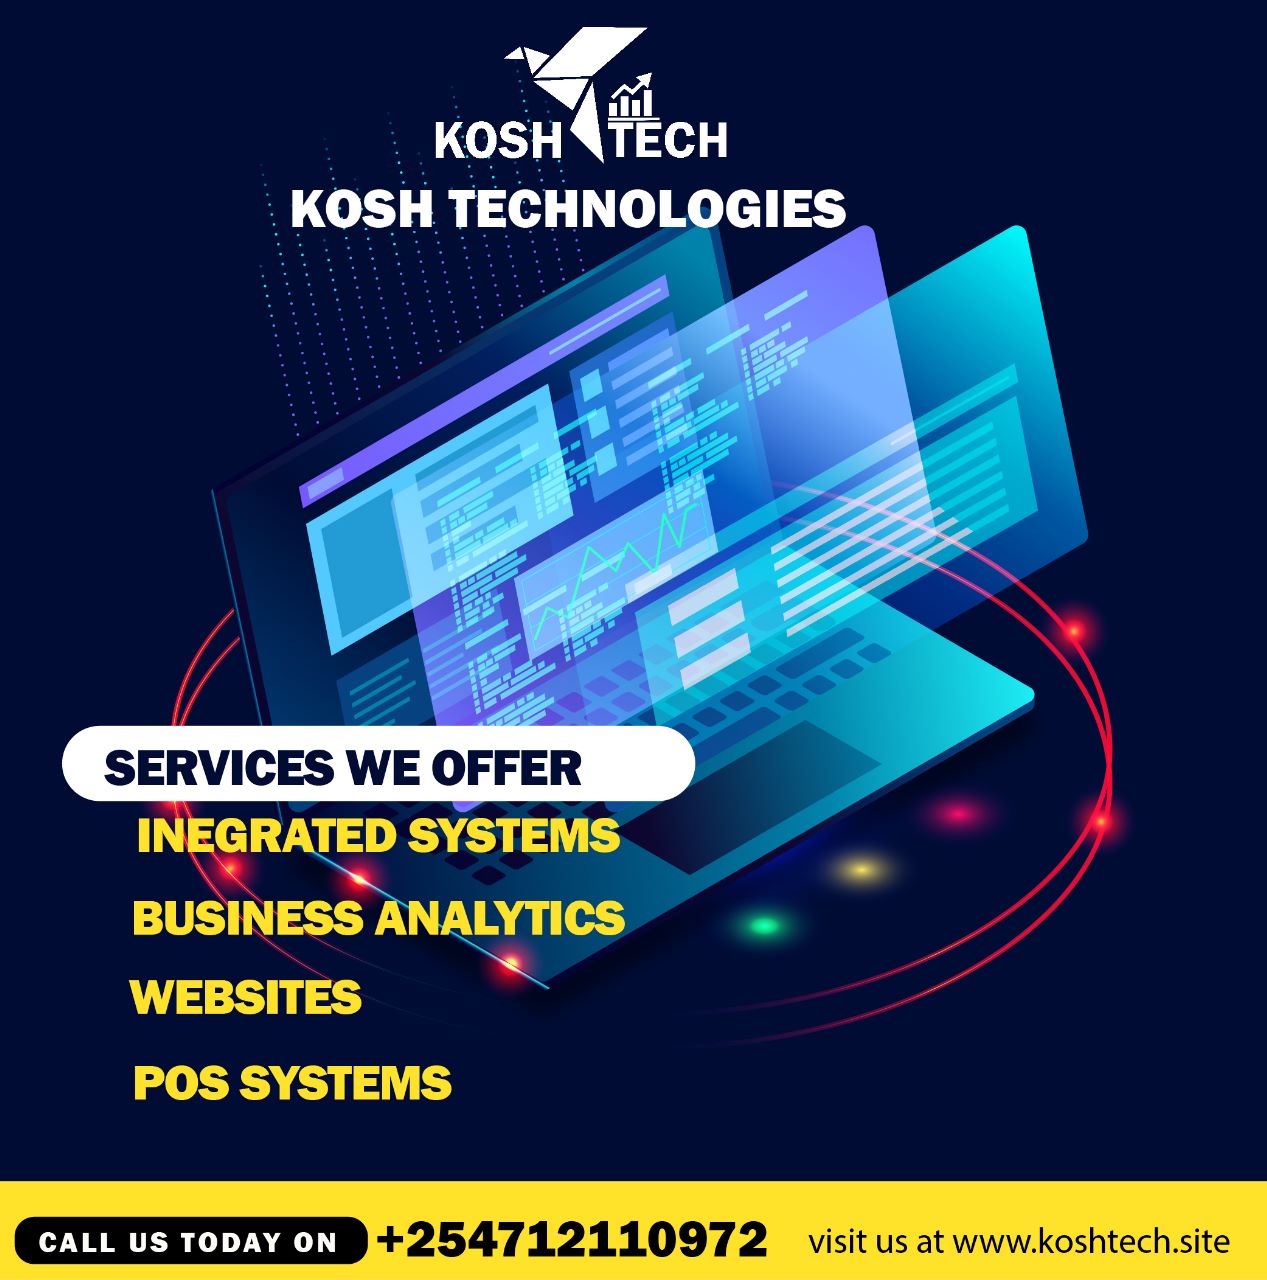 KOSH TECH
KOSH TECHNOLOGIES
SERVICES WE OFFER
INEGRATED SYSTEMS
BUSINESS ANALYTICS
WEBSITES
POS SYSTEMS
CALL US TODAY ON +254712110972 visit us at www.koshtech.site